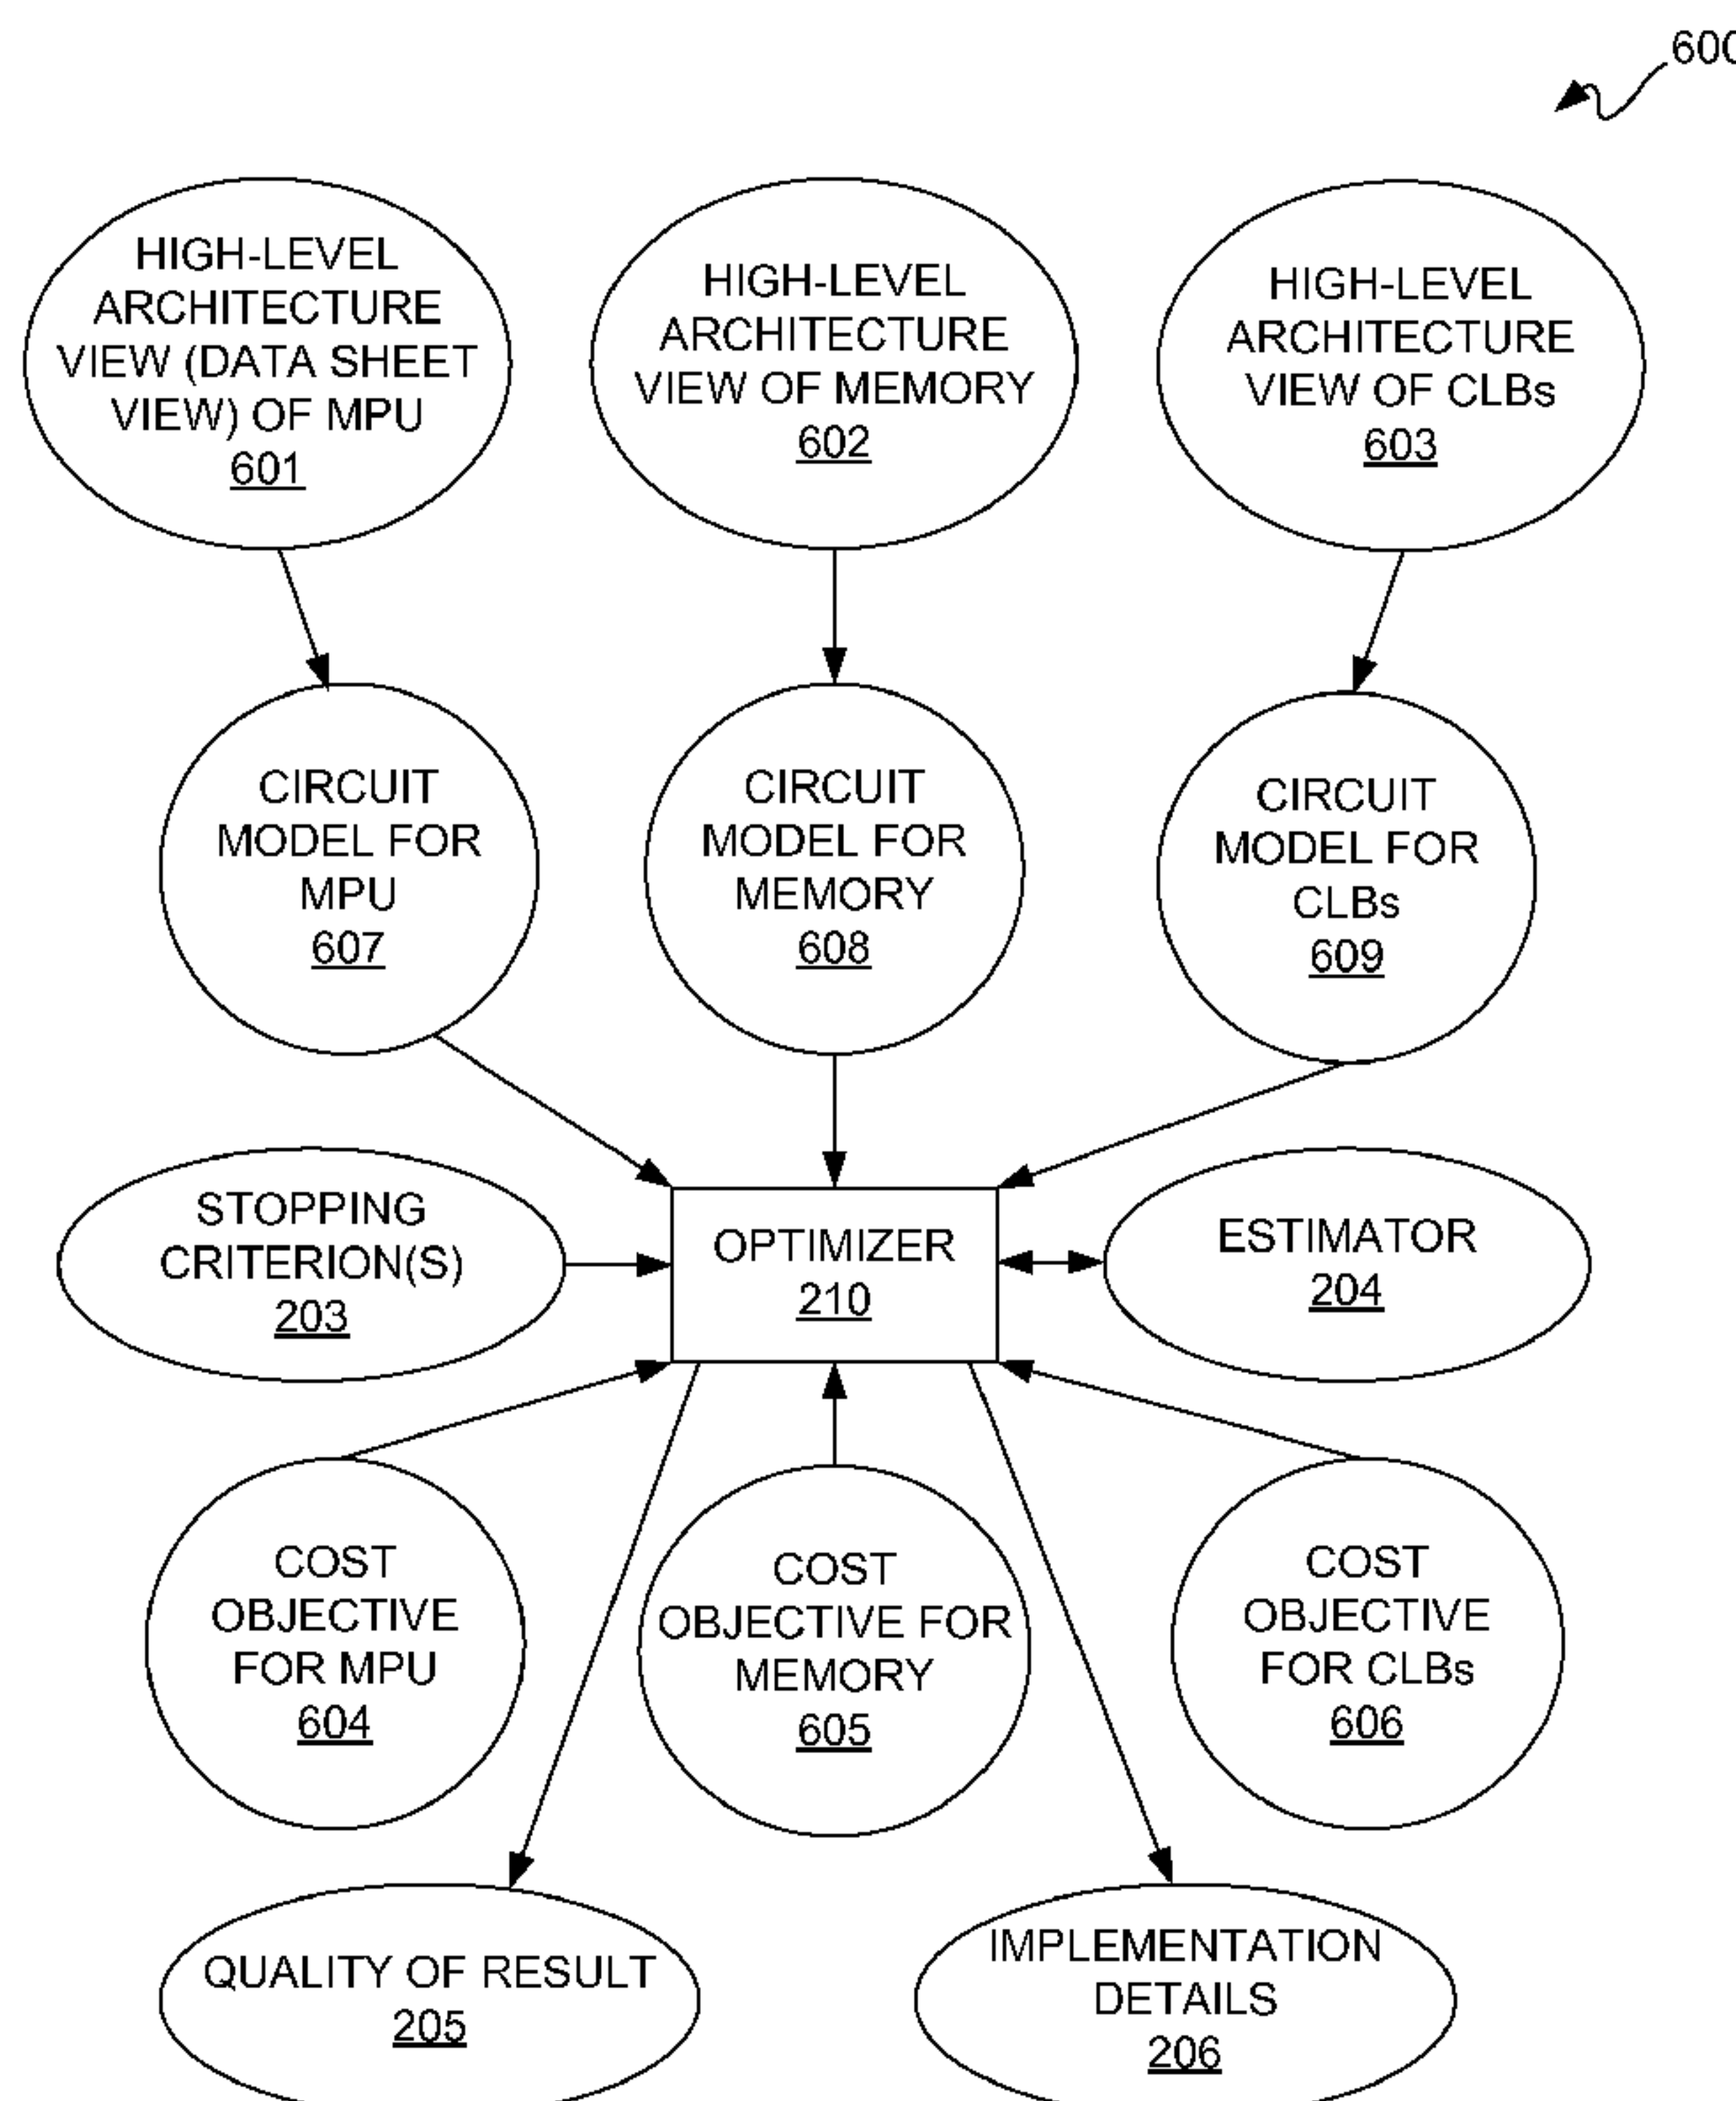 600
HIGH-LEVEL
ARCHITECTURE
VIEW (DATA SHEET
VIEW) OF MPU
601
HIGH-LEVEL
ARCHITECTURE
VIEW OF MEMORY
602
HIGH-LEVEL
ARCHITECTURE
VIEW OF CLBs
603
CIRCUIT
MODEL FOR
MPU
607
CIRCUIT
MODEL FOR
MEMORY
608
CIRCUIT
MODEL FOR
CLBs
609
STOPPING
CRITERION(S)
203
OPTIMIZER
210
ESTIMATOR
204
COST
OBJECTIVE
FOR MPU
604
COST
OBJECTIVE FOR
MEMORY
605
COST
OBJECTIVE
FOR CLBs
606
QUALITY OF RESULT
205
IMPLEMENTATION
DETAILS
206